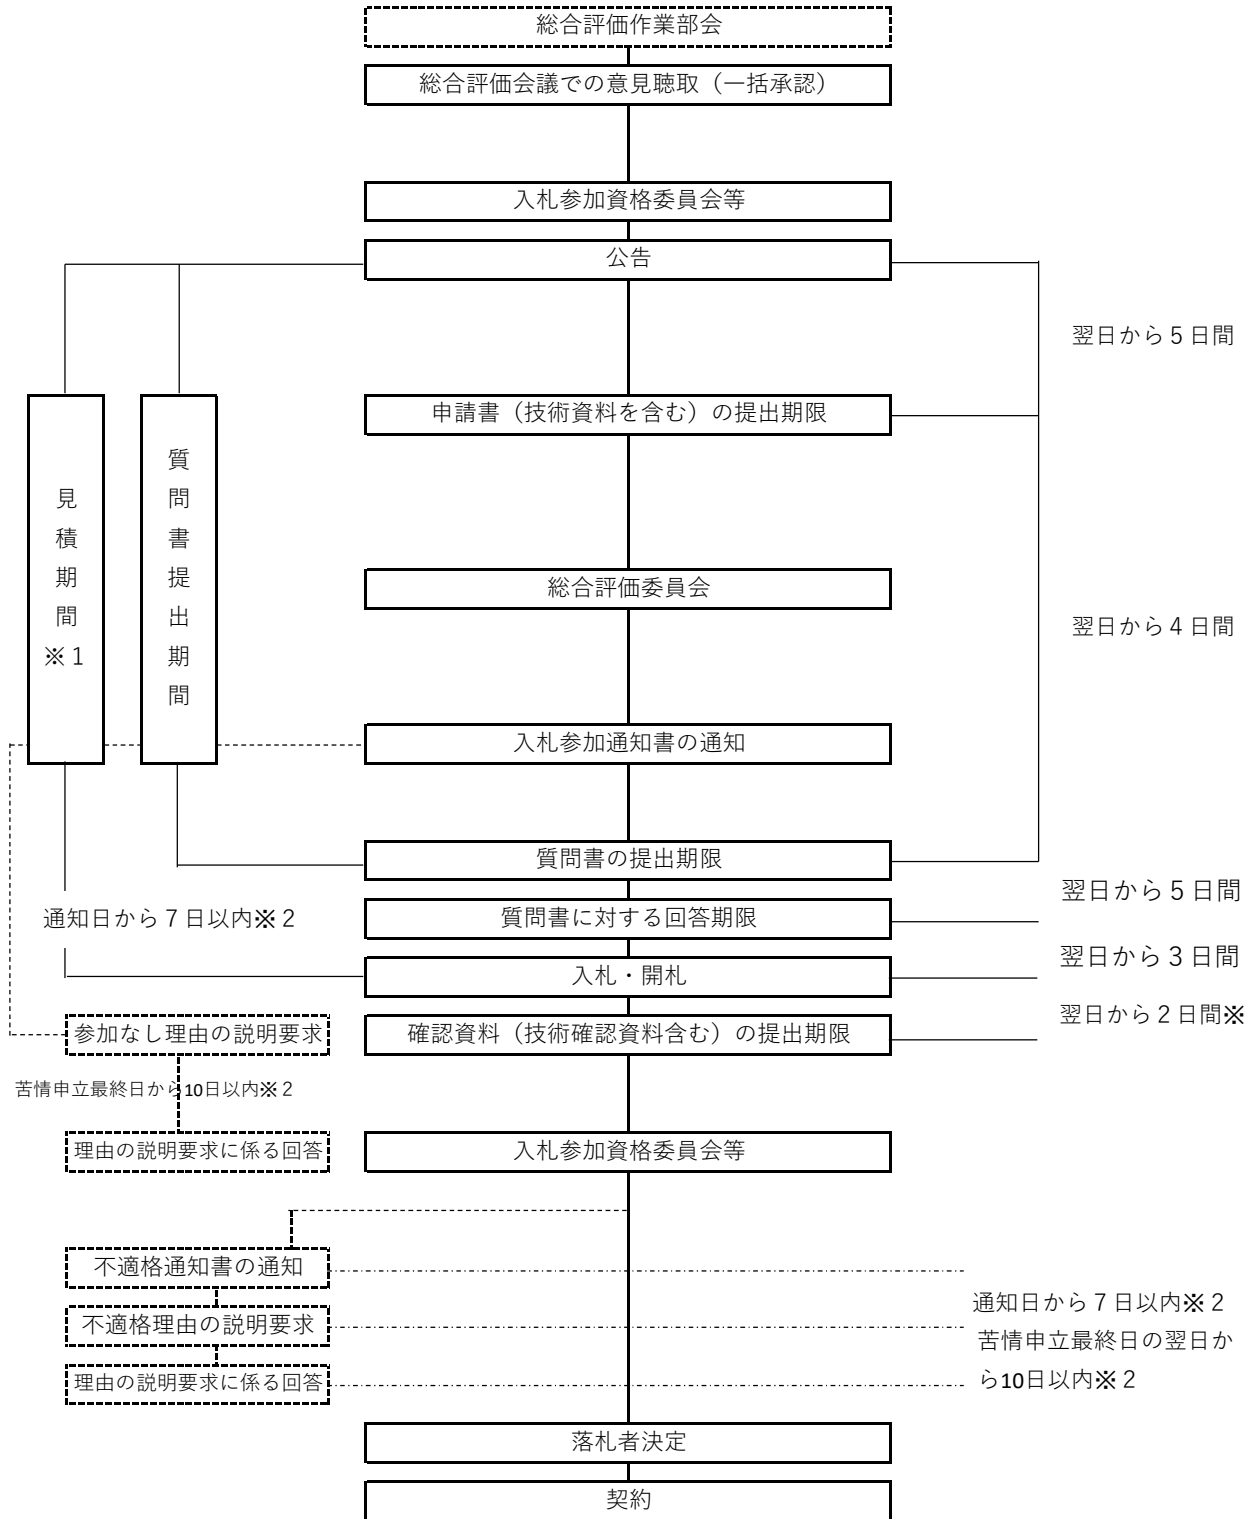 総合評価作業部会
総合評価会議での意見聴取（一括承認）
入札参加資格委員会等
公告
翌日から５日間
申請書（技術資料を含む）の提出期限
見積期間※１
質問書提出期間
総合評価委員会
翌日から４日間
入札参加通知書の通知
質問書の提出期限
翌日から５日間
通知日から７日以内※２
質問書に対する回答期限
翌日から３日間
入札・開札
翌日から２日間※
参加なし理由の説明要求
確認資料（技術確認資料含む）の提出期限
苦情申立最終日から10日以内※２
理由の説明要求に係る回答
入札参加資格委員会等
不適格通知書の通知
通知日から７日以内※２
不適格理由の説明要求
苦情申立最終日の翌日か
ら10日以内※２
理由の説明要求に係る回答
落札者決定
契約